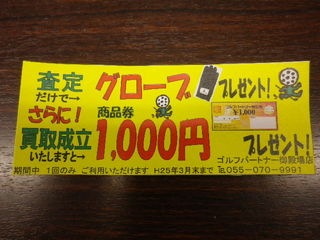 査定
だけで→
グローブ
プレゼント!
さらに!
買取成立
いたしますと→
商品券
1,000円
¥1,000
プレゼント!
ゴルフパートナー御殿場店
期間中 1回のみ ご利用いただけます H25年3月末まで ℡055-070-9991